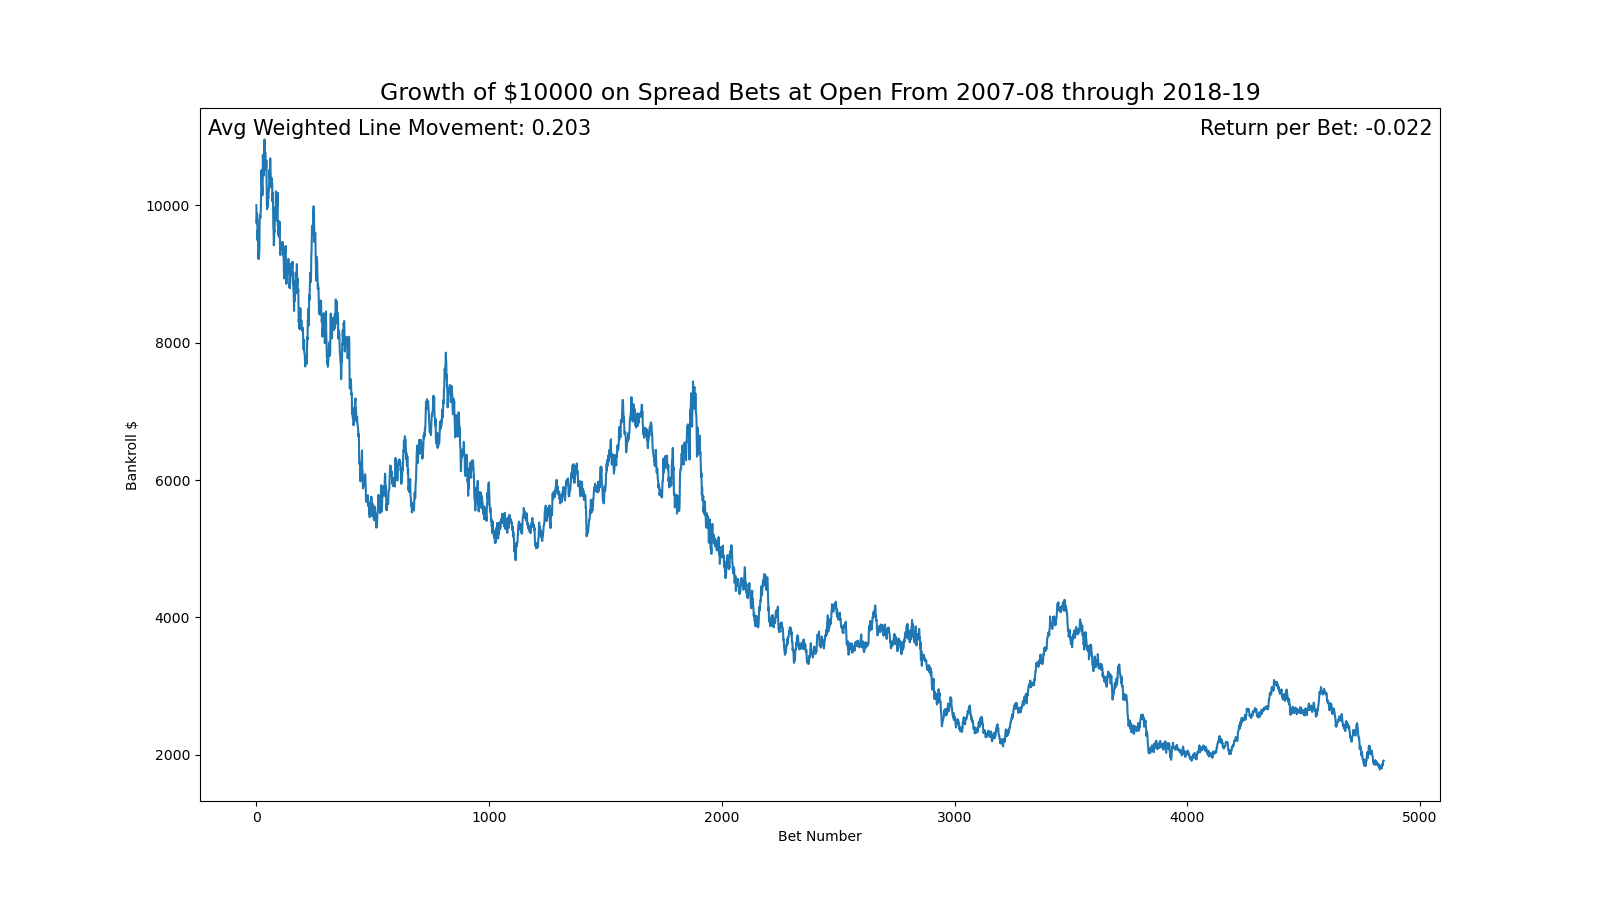 Growth of $10000 on Spread Bets at Open From 2007-08 through 2018-19
Avg Weighted Line Movement: 0.203
Return per Bet: -0.022
10000
8000
6000
4000
2000
Bankroll $
0
1000
2000
3000
4000
5000
Bet Number